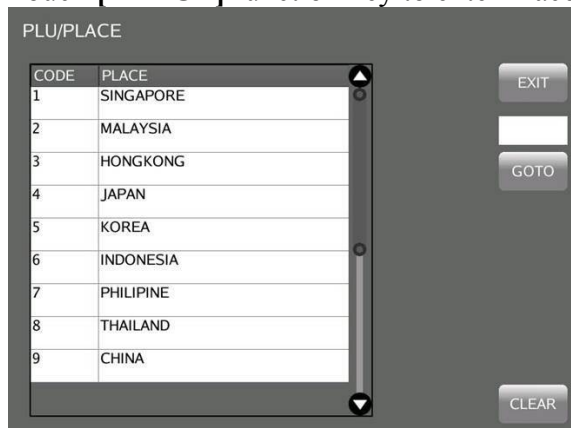 PLU/PLACE
CODE PLACE
1 SINGAPORE
2 MALAYSIA
3 HONGKONG
4 JAPAN
5 KOREA
6 INDONESIA
7 PHILIPINE
8 THAILAND
9 CHINA
EXIT
GOTO
CLEAR